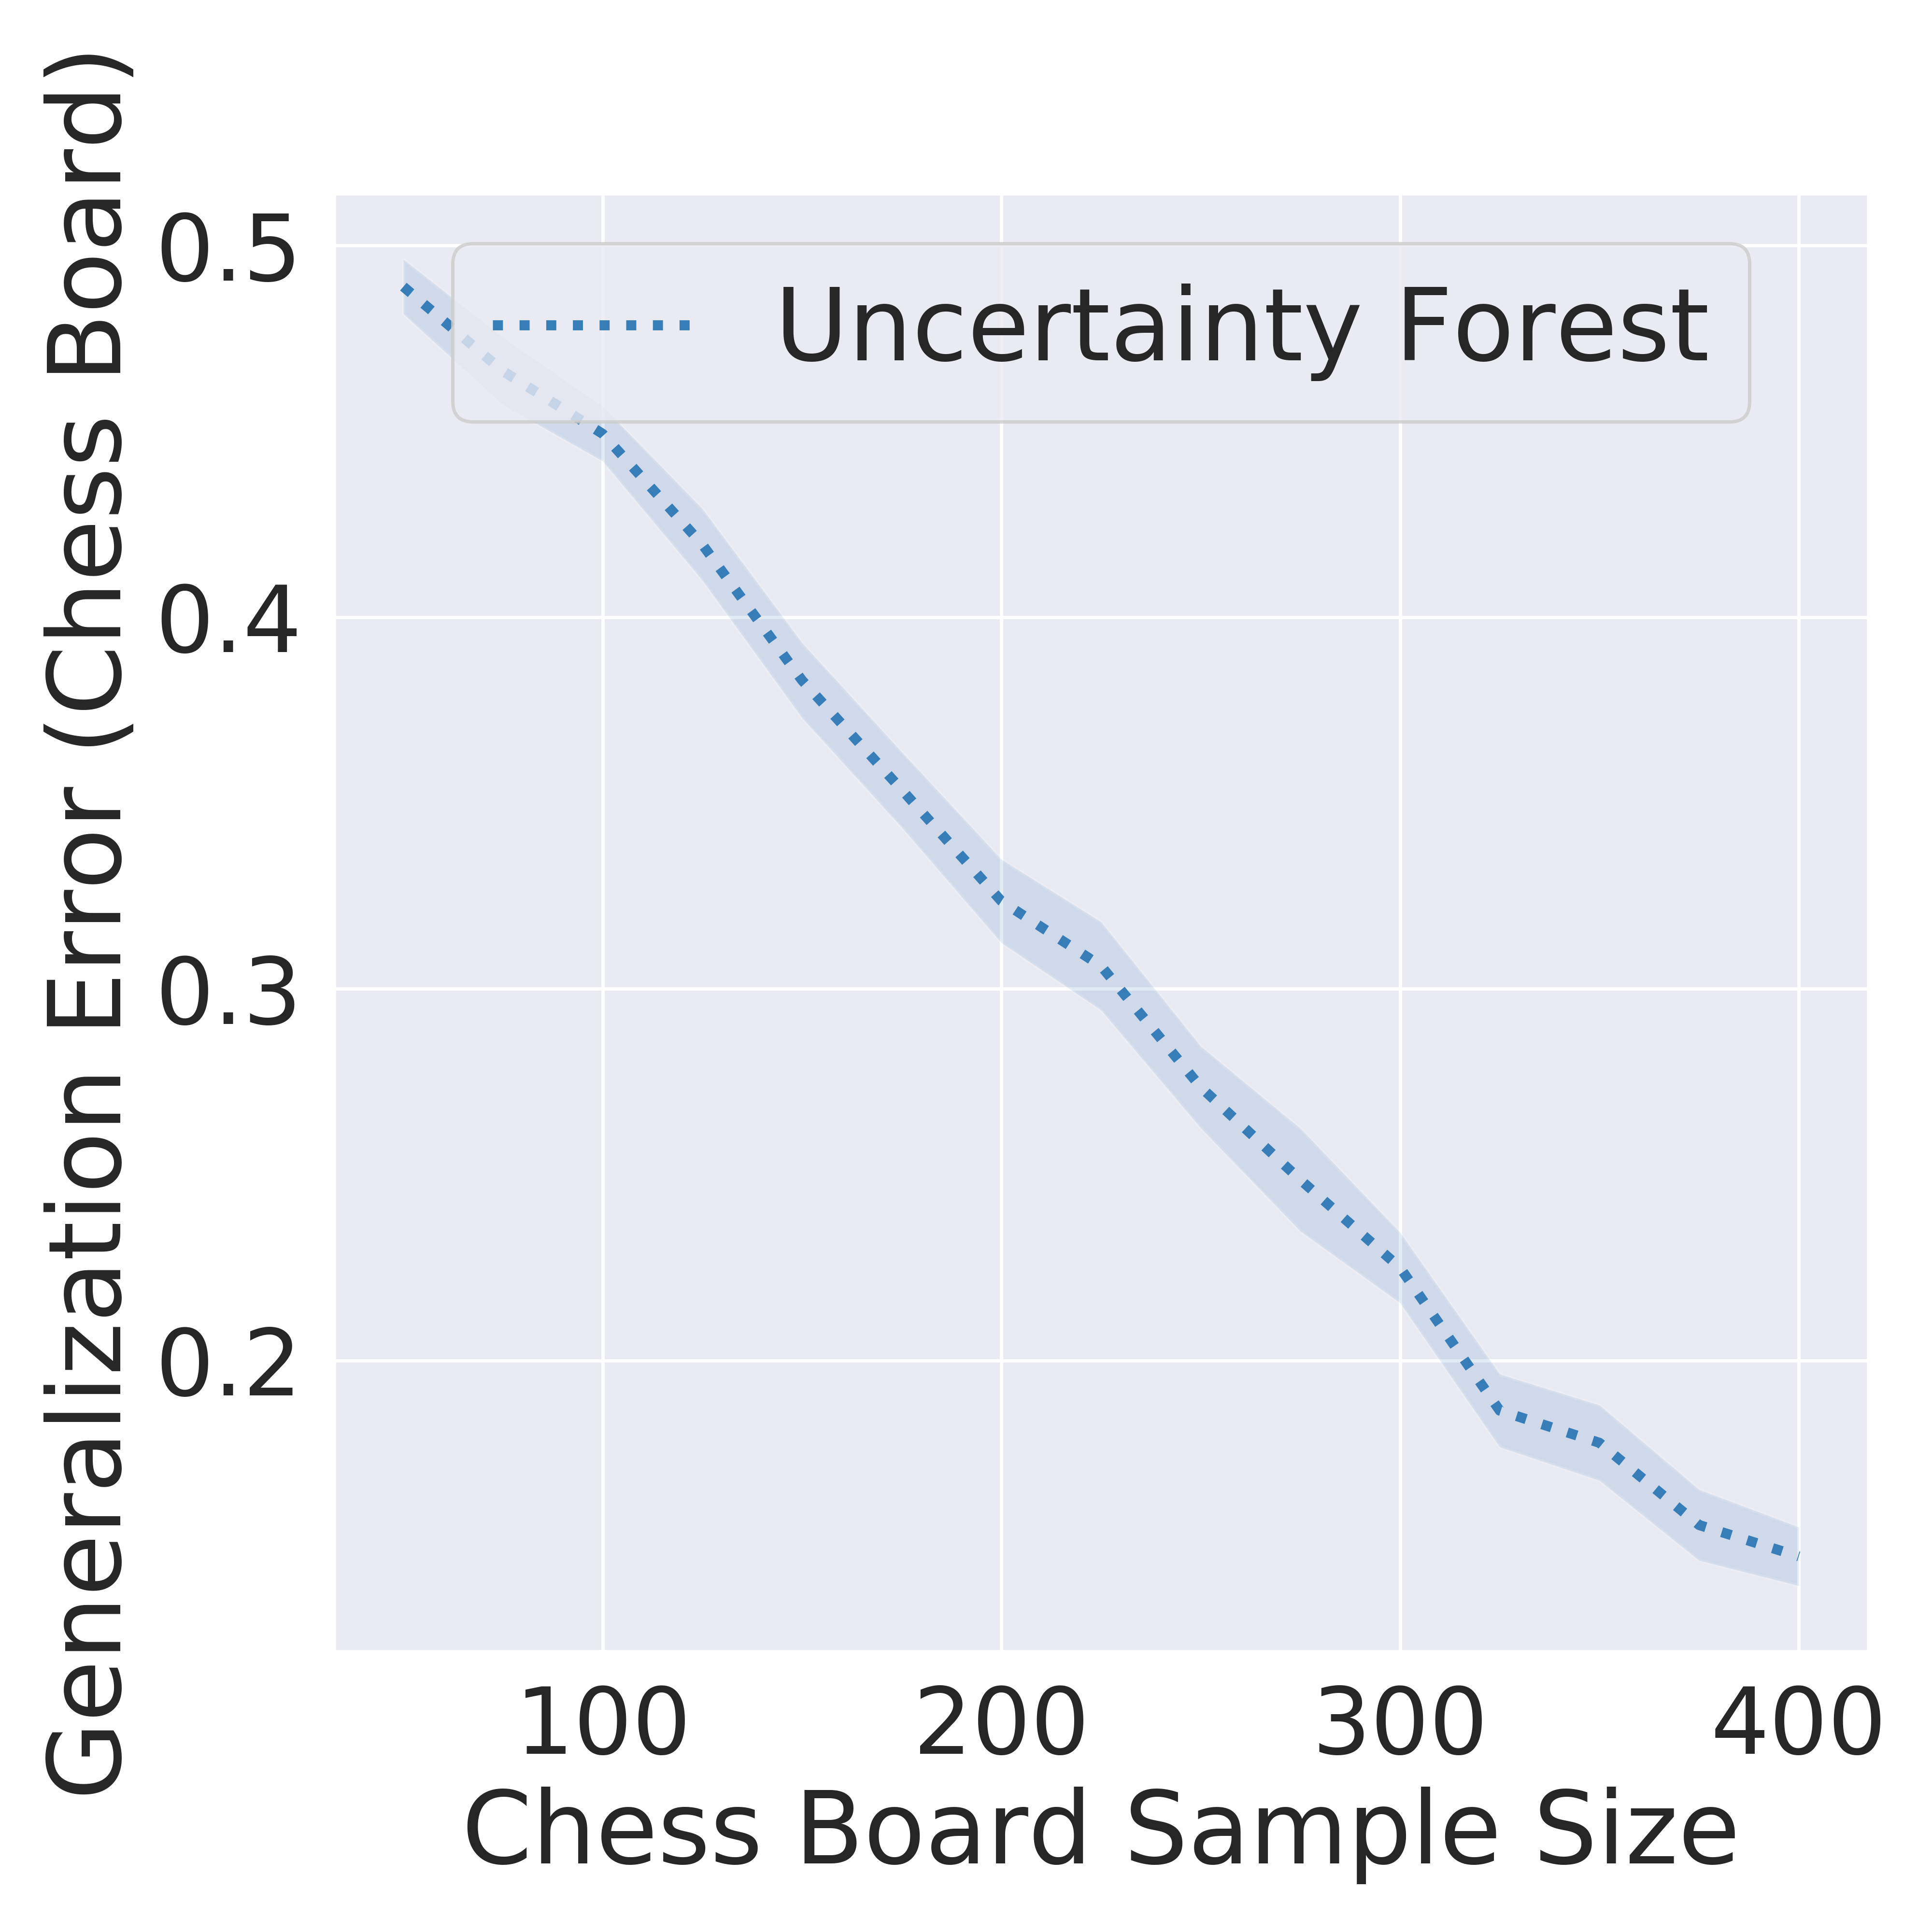 Generalization Error (Chess Board)
0.5
0.4
0.3
0.2
Uncertainty Forest
100 200 300 400
Chess Board Sample Size